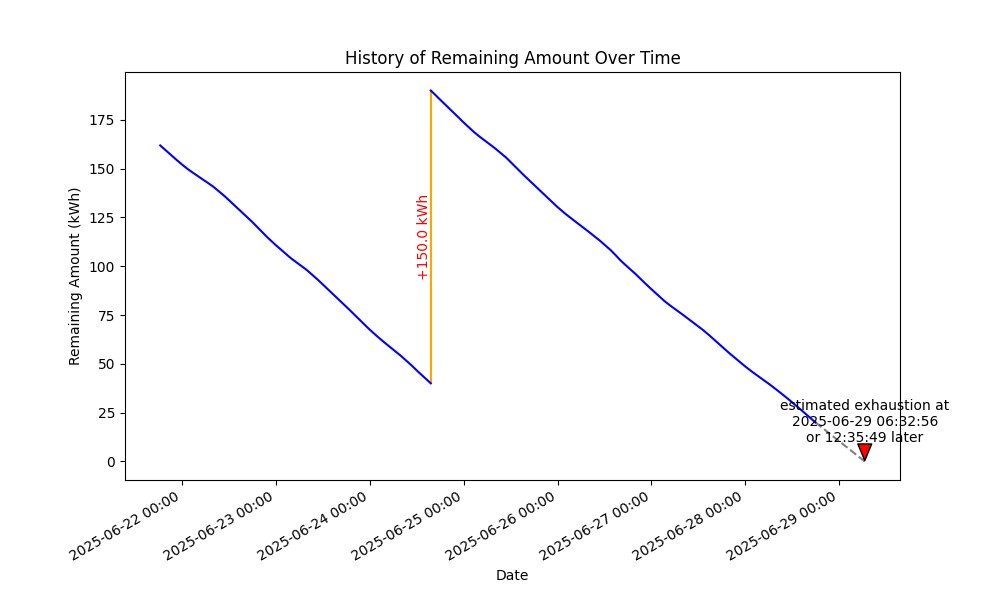 History of Remaining Amount Over Time
Remaining Amount (kWh)
175
150
125
100
75
50
25
0
+150.0 kWh
estimated exhaustion at
2025-06-29 06:32:56
or 12:35:49 later
2025-06-22 00:00
2025-06-23 00:00
2025-06-24 00:00
2025-06-25 00:00
2025-06-26 00:00
2025-06-27 00:00
2025-06-28 00:00
2025-06-29 00:00
Date